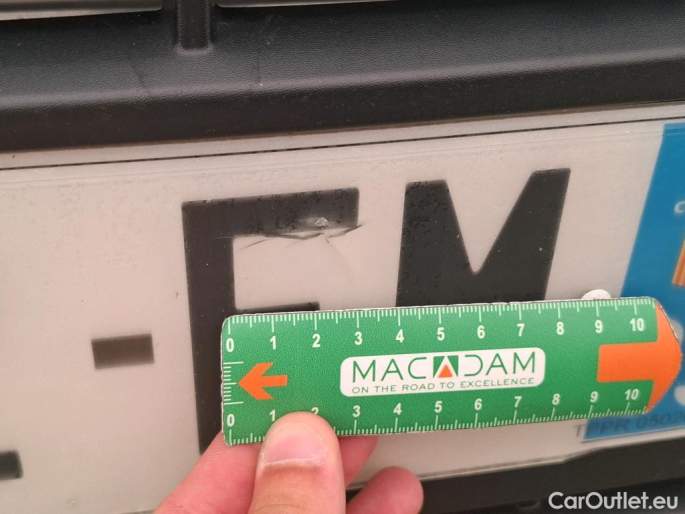 - EM
0 1 2 3 4 5 6 7 8 9 10
MACADAM
ON THE ROAD TO EXCELLENCE
0 1 2 3 4 5 6 7 8 9 10
CarOutlet.eu